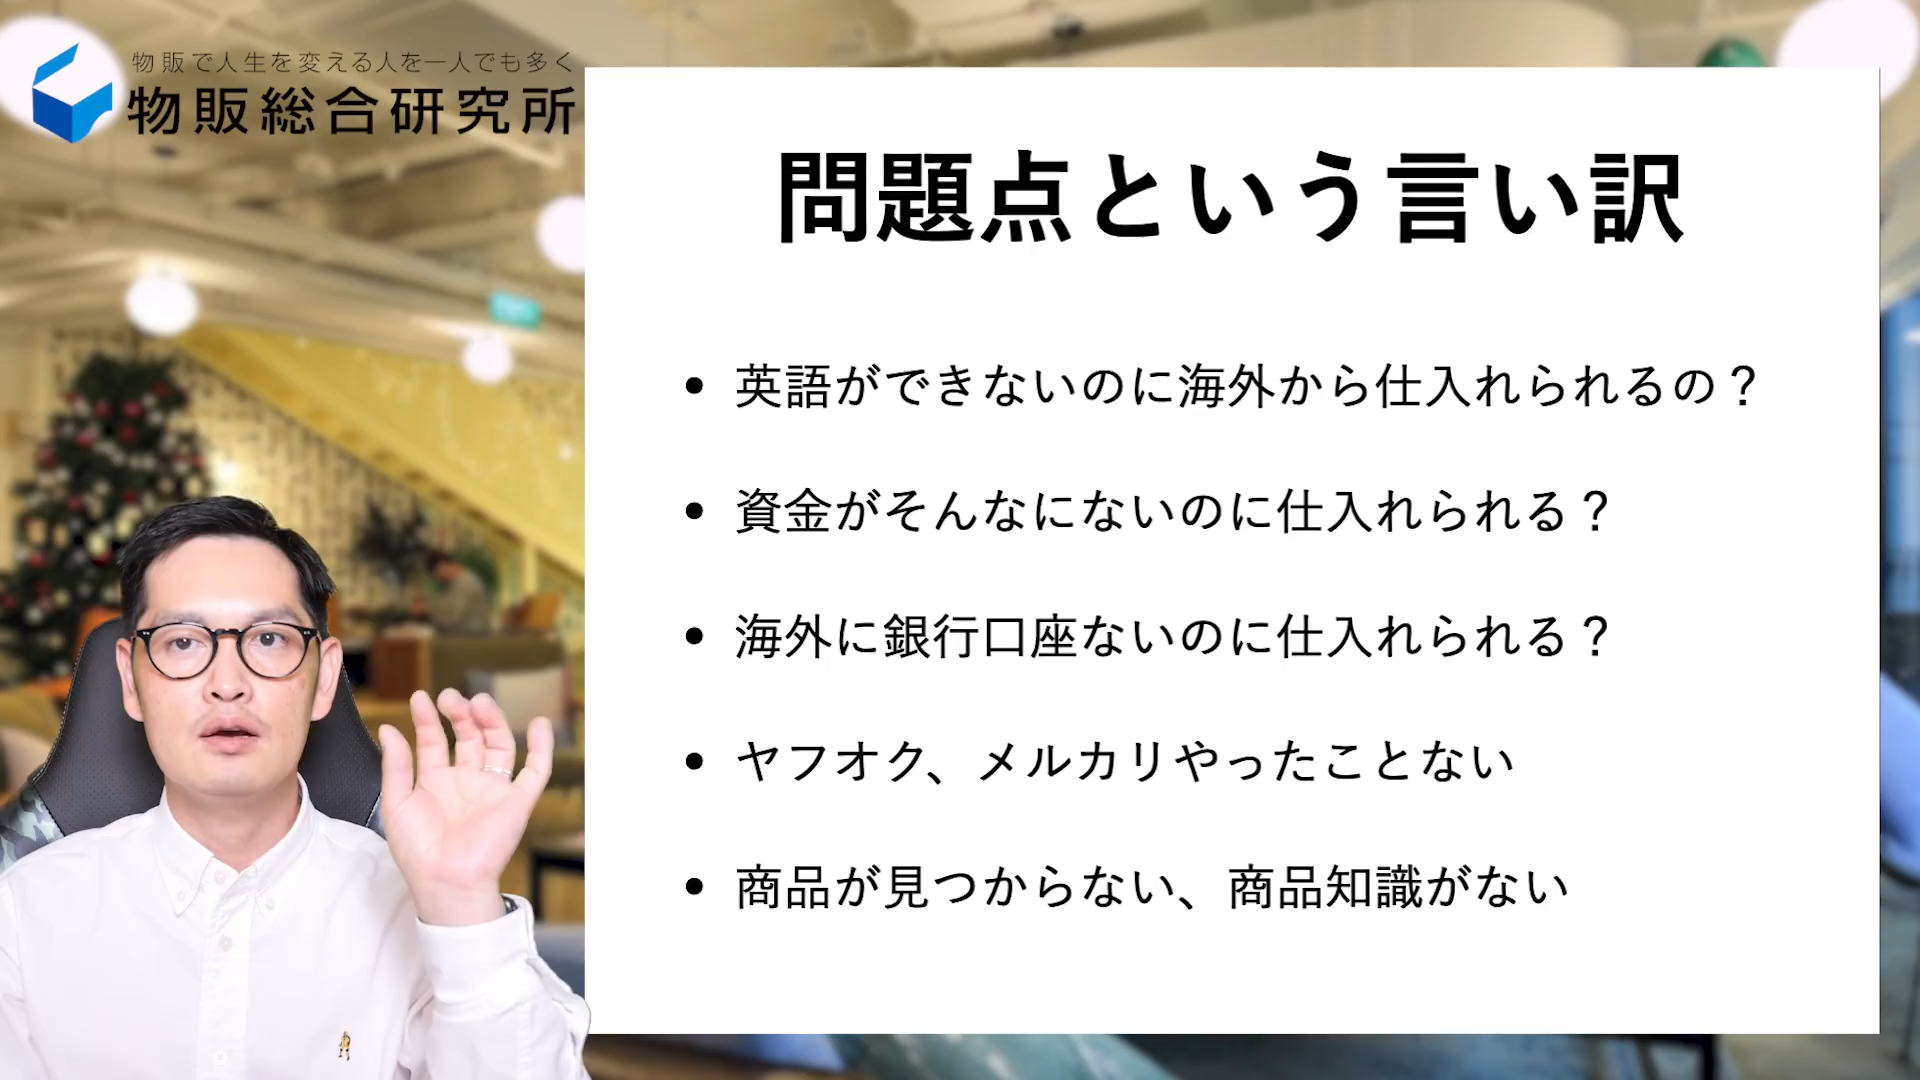 物販で人生を変える人を一人でも多く
物販総合研究所
問題点という言い訳
• 英語ができないのに海外から仕入れられるの？
• 資金がそんなにないのに仕入れられる？
• 海外に銀行口座ないのに仕入れられる？
• ヤフオク、メルカリやったことない
• 商品が見つからない、商品知識がない